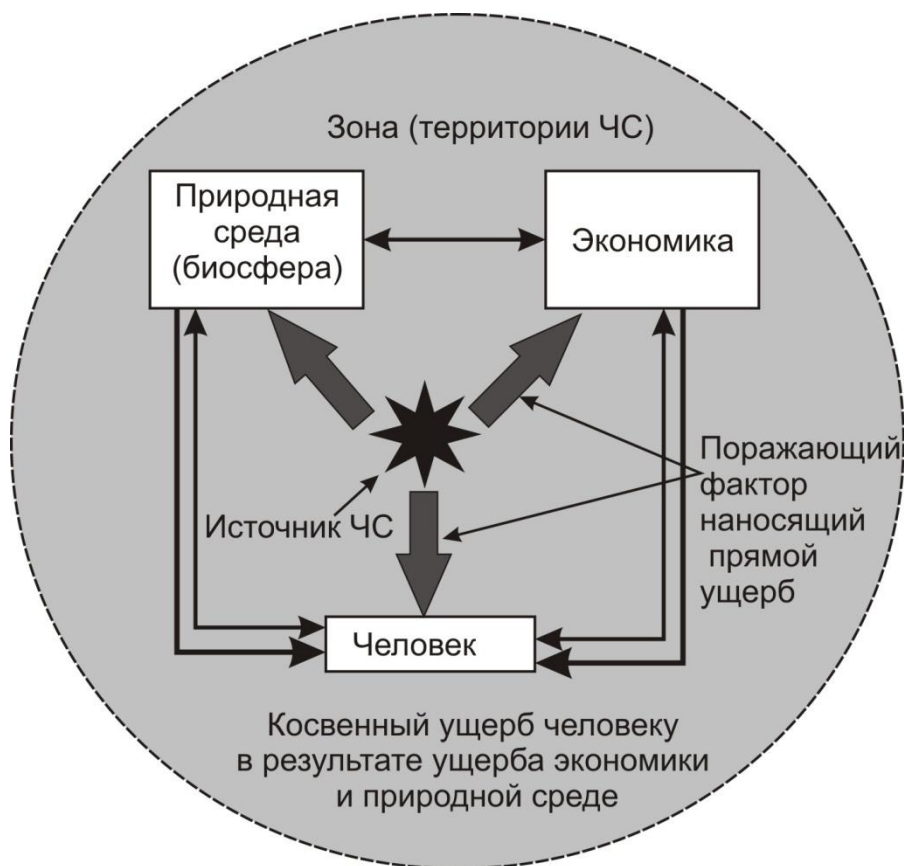 Зона (территории ЧС)
Природная
среда
(биосфера)
Экономика
Источник ЧС
Поражающий
фактор
наносящий
прямой
ущерб
Человек
Косвенный ущерб человеку
в результате ущерба экономики
и природной среде